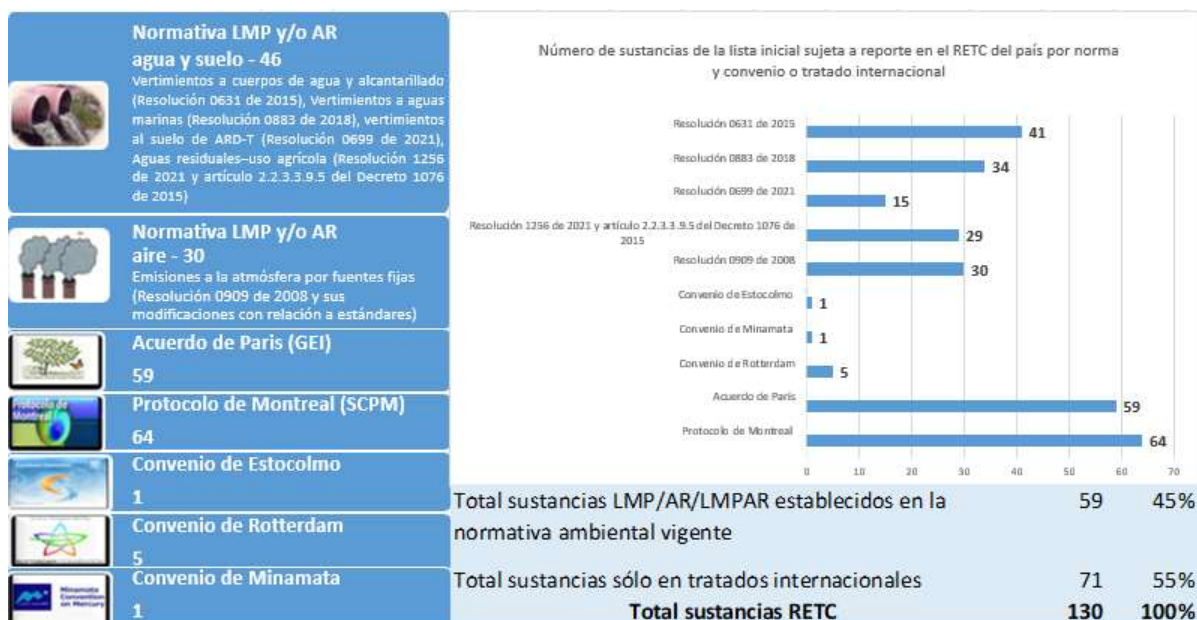 Normativa LMP y/o AR
agua y suelo - 46
Vertimientos a cuerpos de agua y alcantarillado
(Resolución 0631 de 2015), Vertimientos a aguas
marinas (Resolución 0883 de 2018), vertimientos
al suelo de ARD-T (Resolución 0699 de 2021),
Aguas residuales–uso agrícola (Resolución 1256
de 2021 y artículo 2.2.3.3.9.5 del Decreto 1076
de 2015)
Normativa LMP y/o AR
aire - 30
Emisiones a la atmósfera por fuentes fijas
(Resolución 0909 de 2008 y sus
modificaciones con relación a estándares)
Acuerdo de Paris (GEI)
59
Protocolo de Montreal
Protocolo de Montreal (SCPM)
64
Convenio de Estocolmo
1
Convenio de Rotterdam
5
Minamata
Convention
on Mercury
Convenio de Minamata
1
Número de sustancias de la lista inicial sujeta a reporte en el RETC del país por norma
y convenio o tratado internacional
Resolución 0631 de 2015
41
Resolución 0883 de 2018
34
Resolución 0699 de 2021
15
Resolución 1256 de 2021 y artículo 2.2.3.3.9.5 del Decreto 1076 de
2015
29
Resolución 0909 de 2008
30
Convenio de Estocolmo
1
Convenio de Minamata
1
Convenio de Rotterdam
5
Acuerdo de París
59
Protocolo de Montreal
64
0 10 20 30 40 50 60 70
Total sustancias LMP/AR/LMPAR establecidos en la 59 45%
normativa ambiental vigente
Total sustancias sólo en tratados internacionales 71 55%
Total sustancias RETC 130 100%